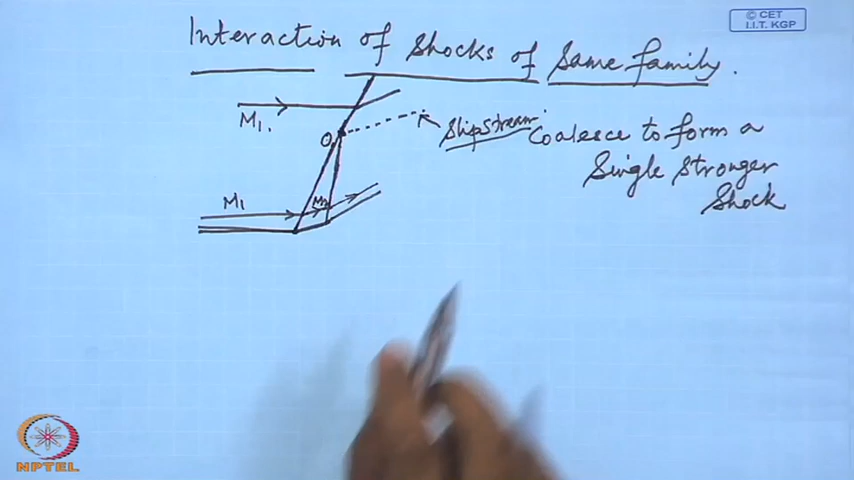 © CET
I.I.T. KGP
Interaction of Shocks of Same family.
M1.
O
Slipstream.
Coalesce to form a
Single Stronger
Shock
M1
M2
NPTEL